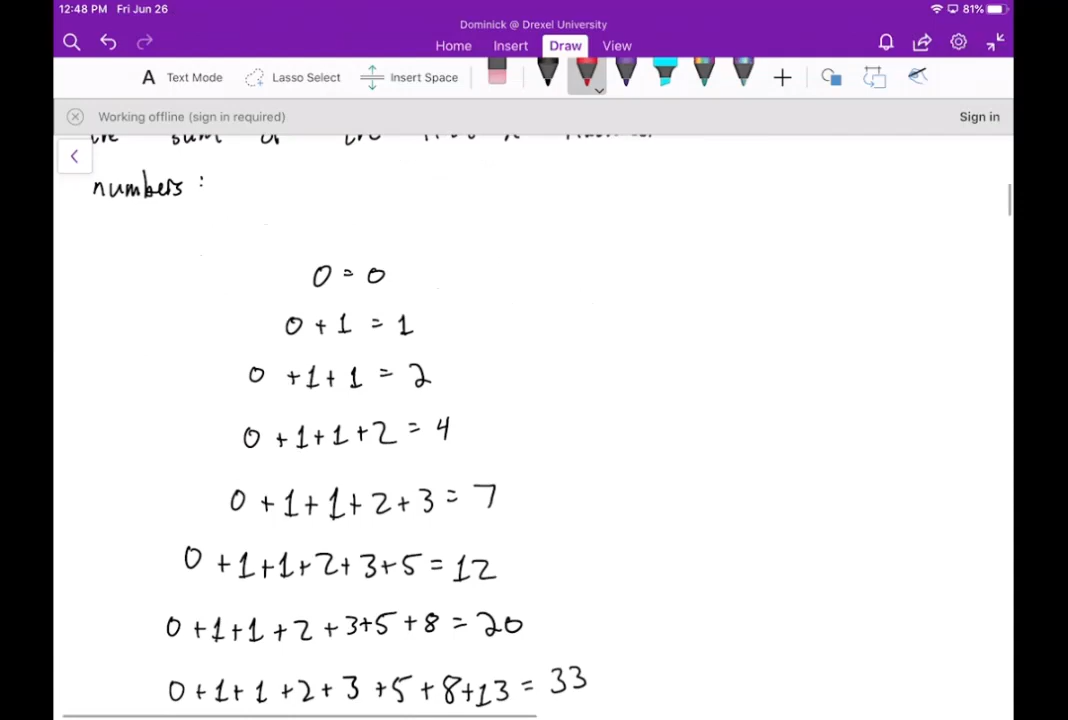 12:48 PM Fri Jun 26
81%
Dominick @ Drexel University
Home Insert Draw View
Text Mode Lasso Select Insert Space
Working offline (sign in required) Sign in
sum of
numbers :
0 = 0
0 + 1 = 1
0 + 1 + 1 = 2
0 + 1 + 1 + 2 = 4
0 + 1 + 1 + 2 + 3 = 7
0 + 1 + 1 + 2 + 3 + 5 = 12
0 + 1 + 1 + 2 + 3 + 5 + 8 = 20
0 + 1 + 1 + 2 + 3 + 5 + 8 + 13 = 33